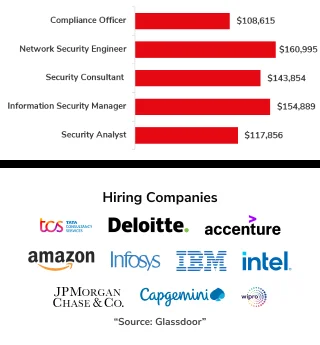 Compliance Officer $108,615
Network Security Engineer $160,995
Security Consultant $143,854
Information Security Manager $154,889
Security Analyst $117,856
Hiring Companies
tcs TATA CONSULTANCY SERVICES
Deloitte.
accenture
amazon
Infosys
IBM
intel.
JPMORGAN CHASE & CO.
Capgemini
wipro
“Source: Glassdoor”